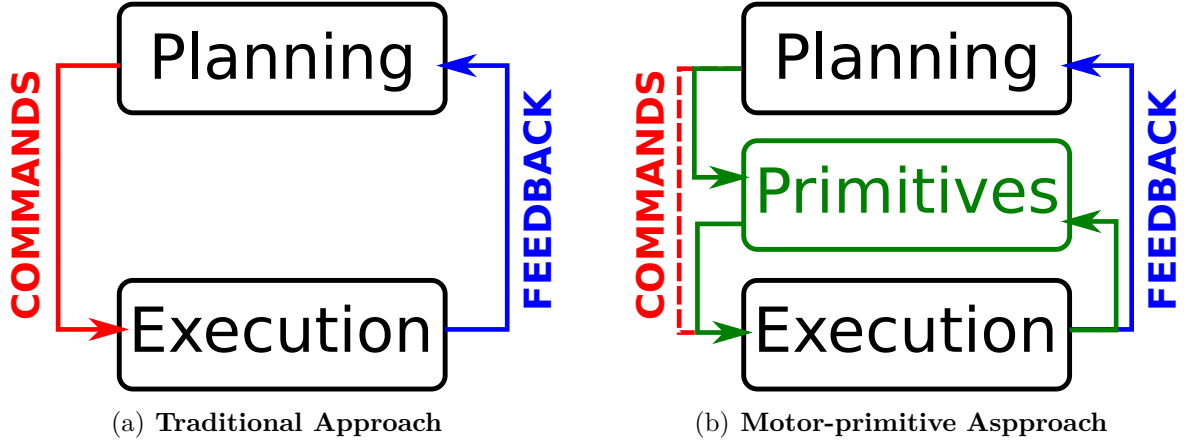 Planning
COMMANDS
FEEDBACK
Execution
(a) Traditional Approach
Planning
COMMANDS
Primitives
FEEDBACK
Execution
(b) Motor-primitive Aspproach